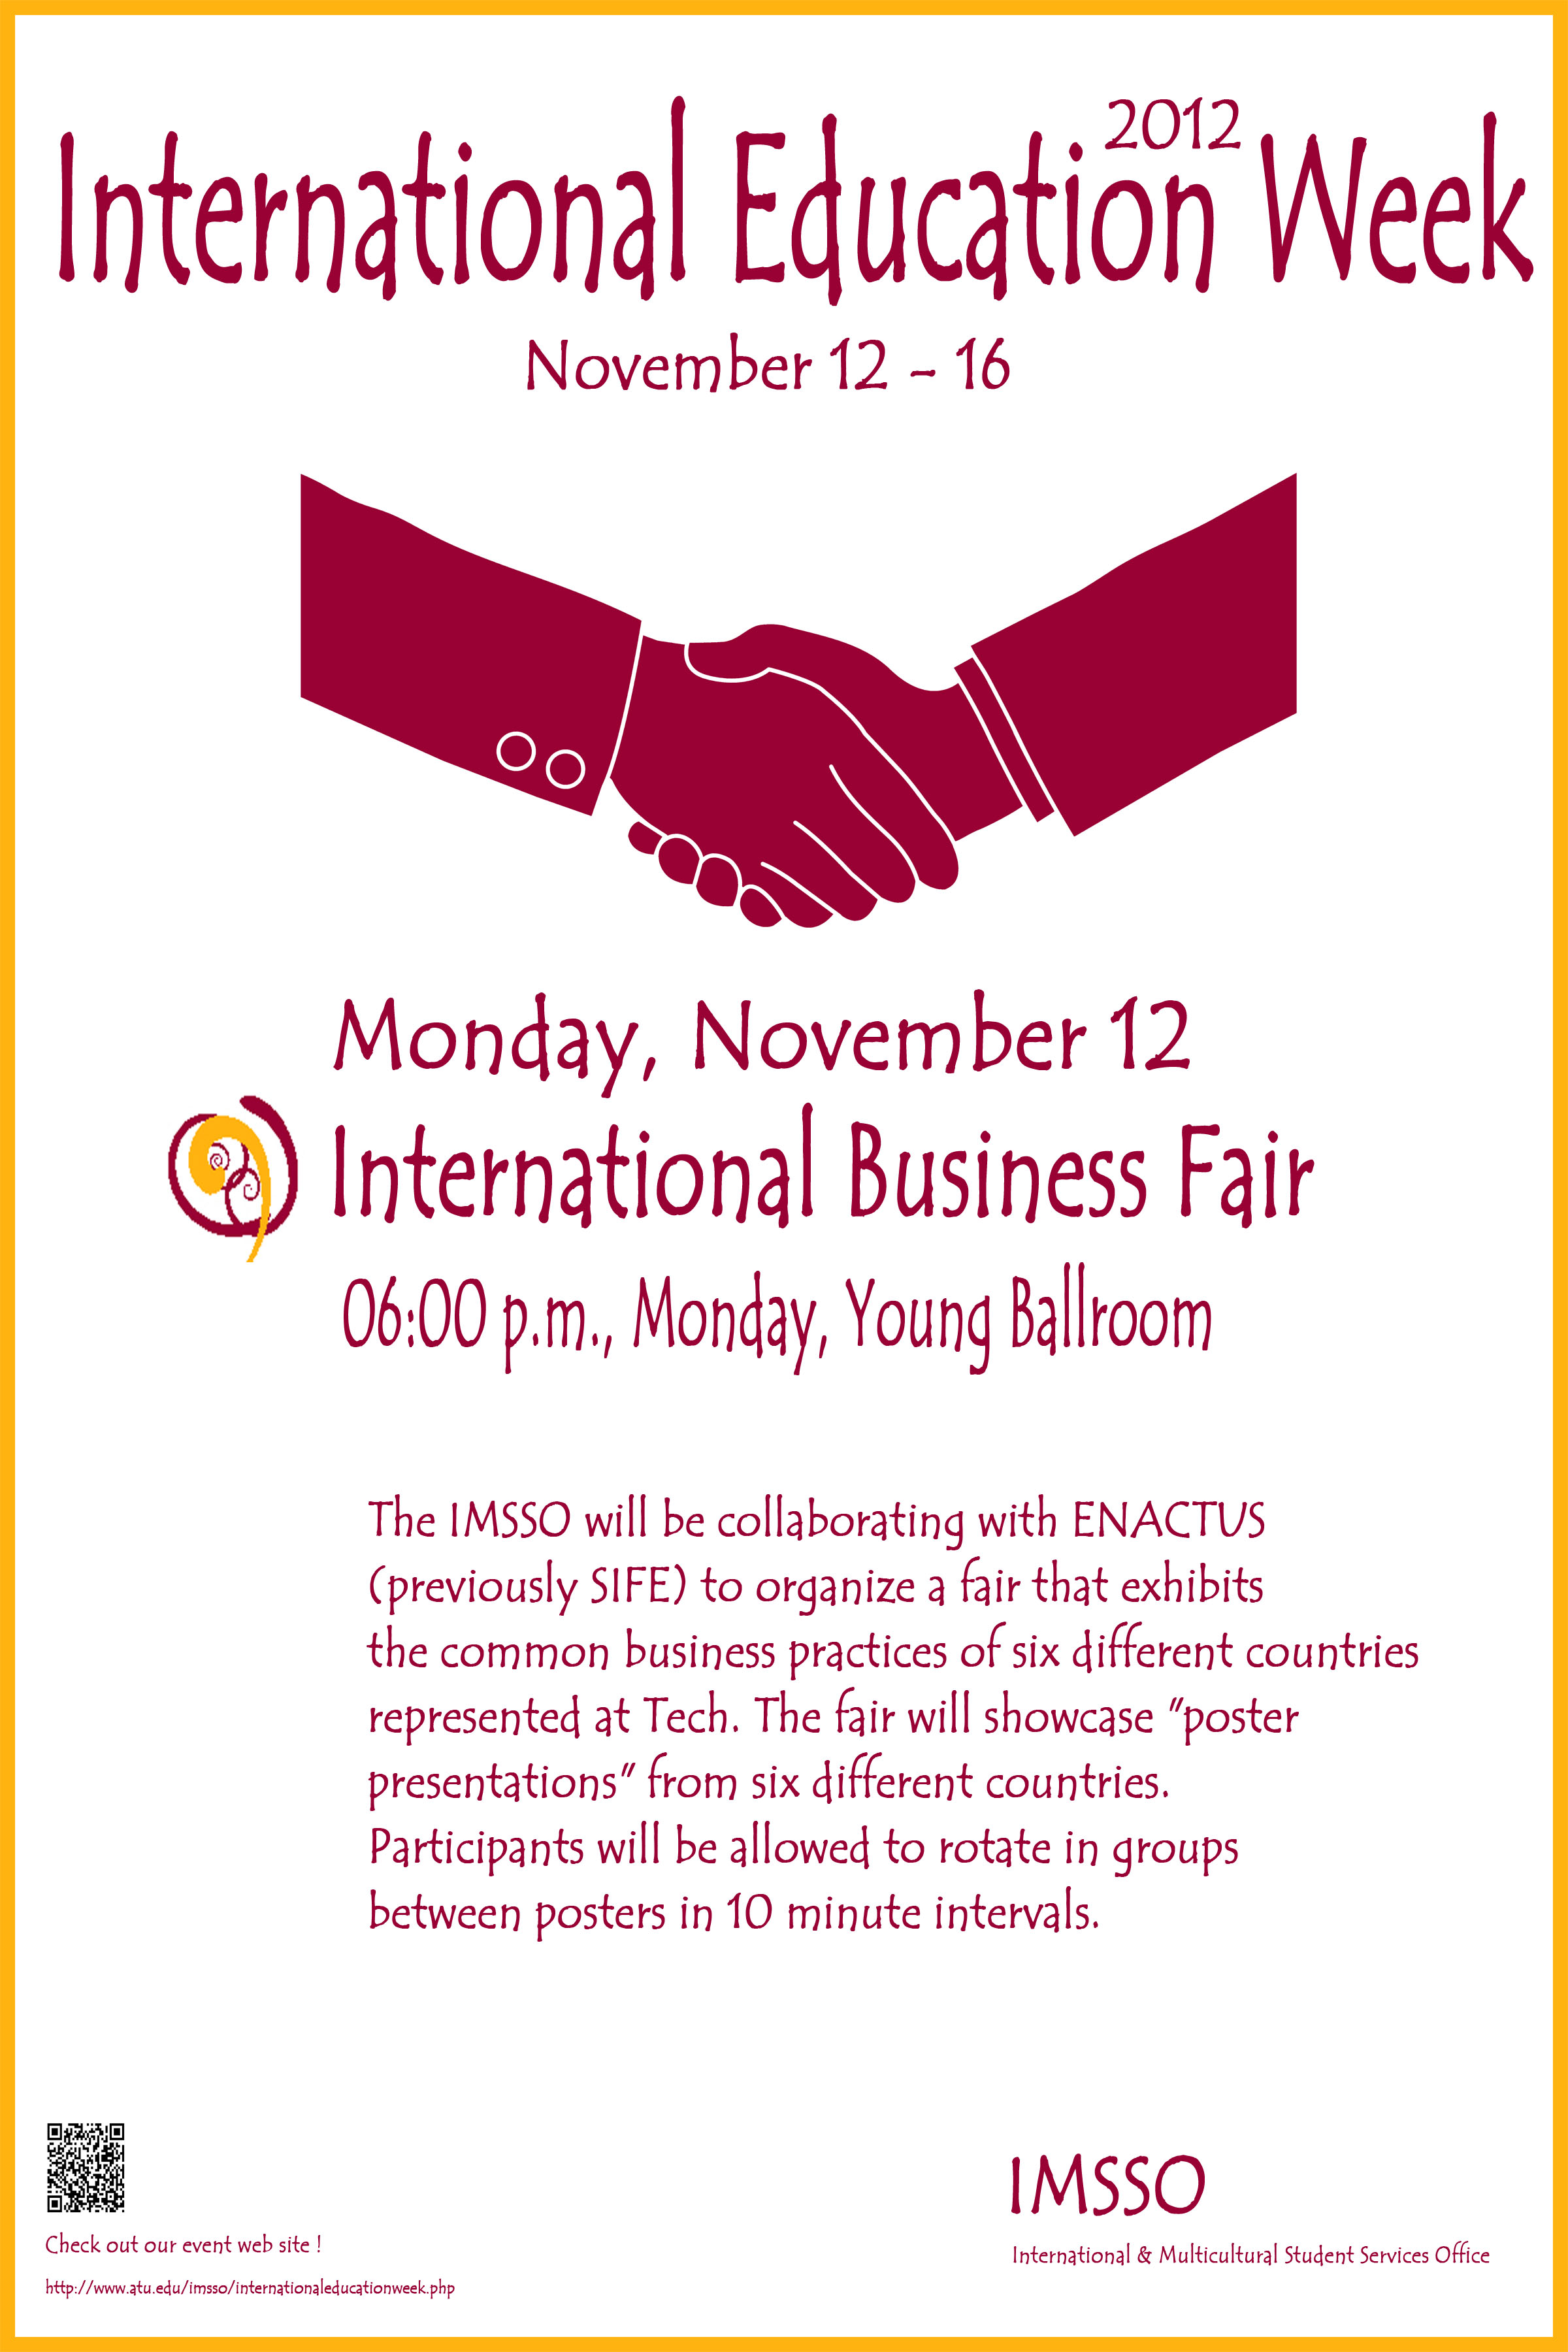 International Education 2012 Week
November 12 - 16
Monday, November 12
International Business Fair
06:00 p.m., Monday, Young Ballroom
The IMSSO will be collaborating with ENACTUS
(previously SIFE) to organize a fair that exhibits
the common business practices of six different countries
represented at Tech. The fair will showcase "poster
presentations" from six different countries.
Participants will be allowed to rotate in groups
between posters in 10 minute intervals.
Check out our event web site !
http://www.atu.edu/imsso/internationaleducationweek.php
IMSSO
International & Multicultural Student Services Office